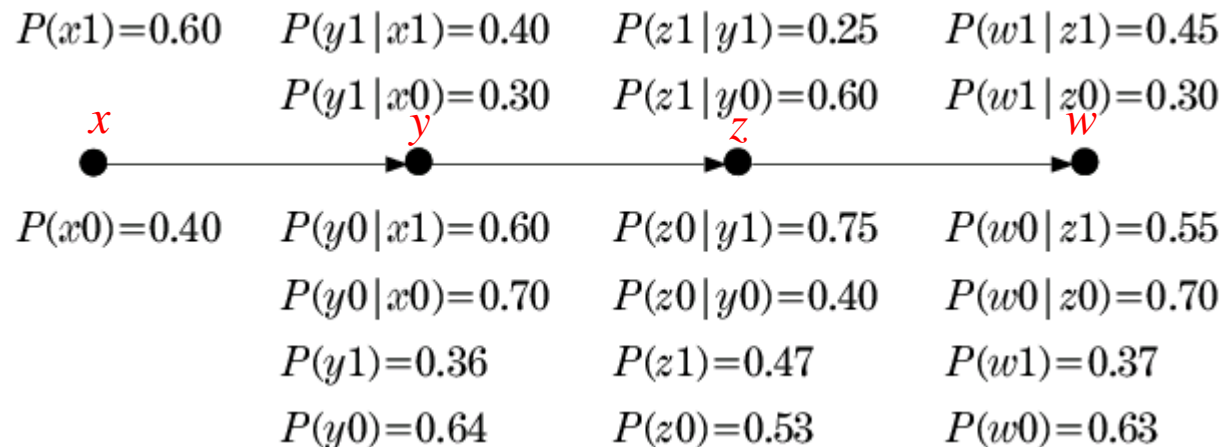 P(x1)=0.60 P(y1|x1)=0.40 P(z1|y1)=0.25 P(w1|z1)=0.45
P(y1|x0)=0.30 P(z1|y0)=0.60 P(w1|z0)=0.30
x y z w
P(x0)=0.40 P(y0|x1)=0.60 P(z0|y1)=0.75 P(w0|z1)=0.55
P(y0|x0)=0.70 P(z0|y0)=0.40 P(w0|z0)=0.70
P(y1)=0.36 P(z1)=0.47 P(w1)=0.37
P(y0)=0.64 P(z0)=0.53 P(w0)=0.63